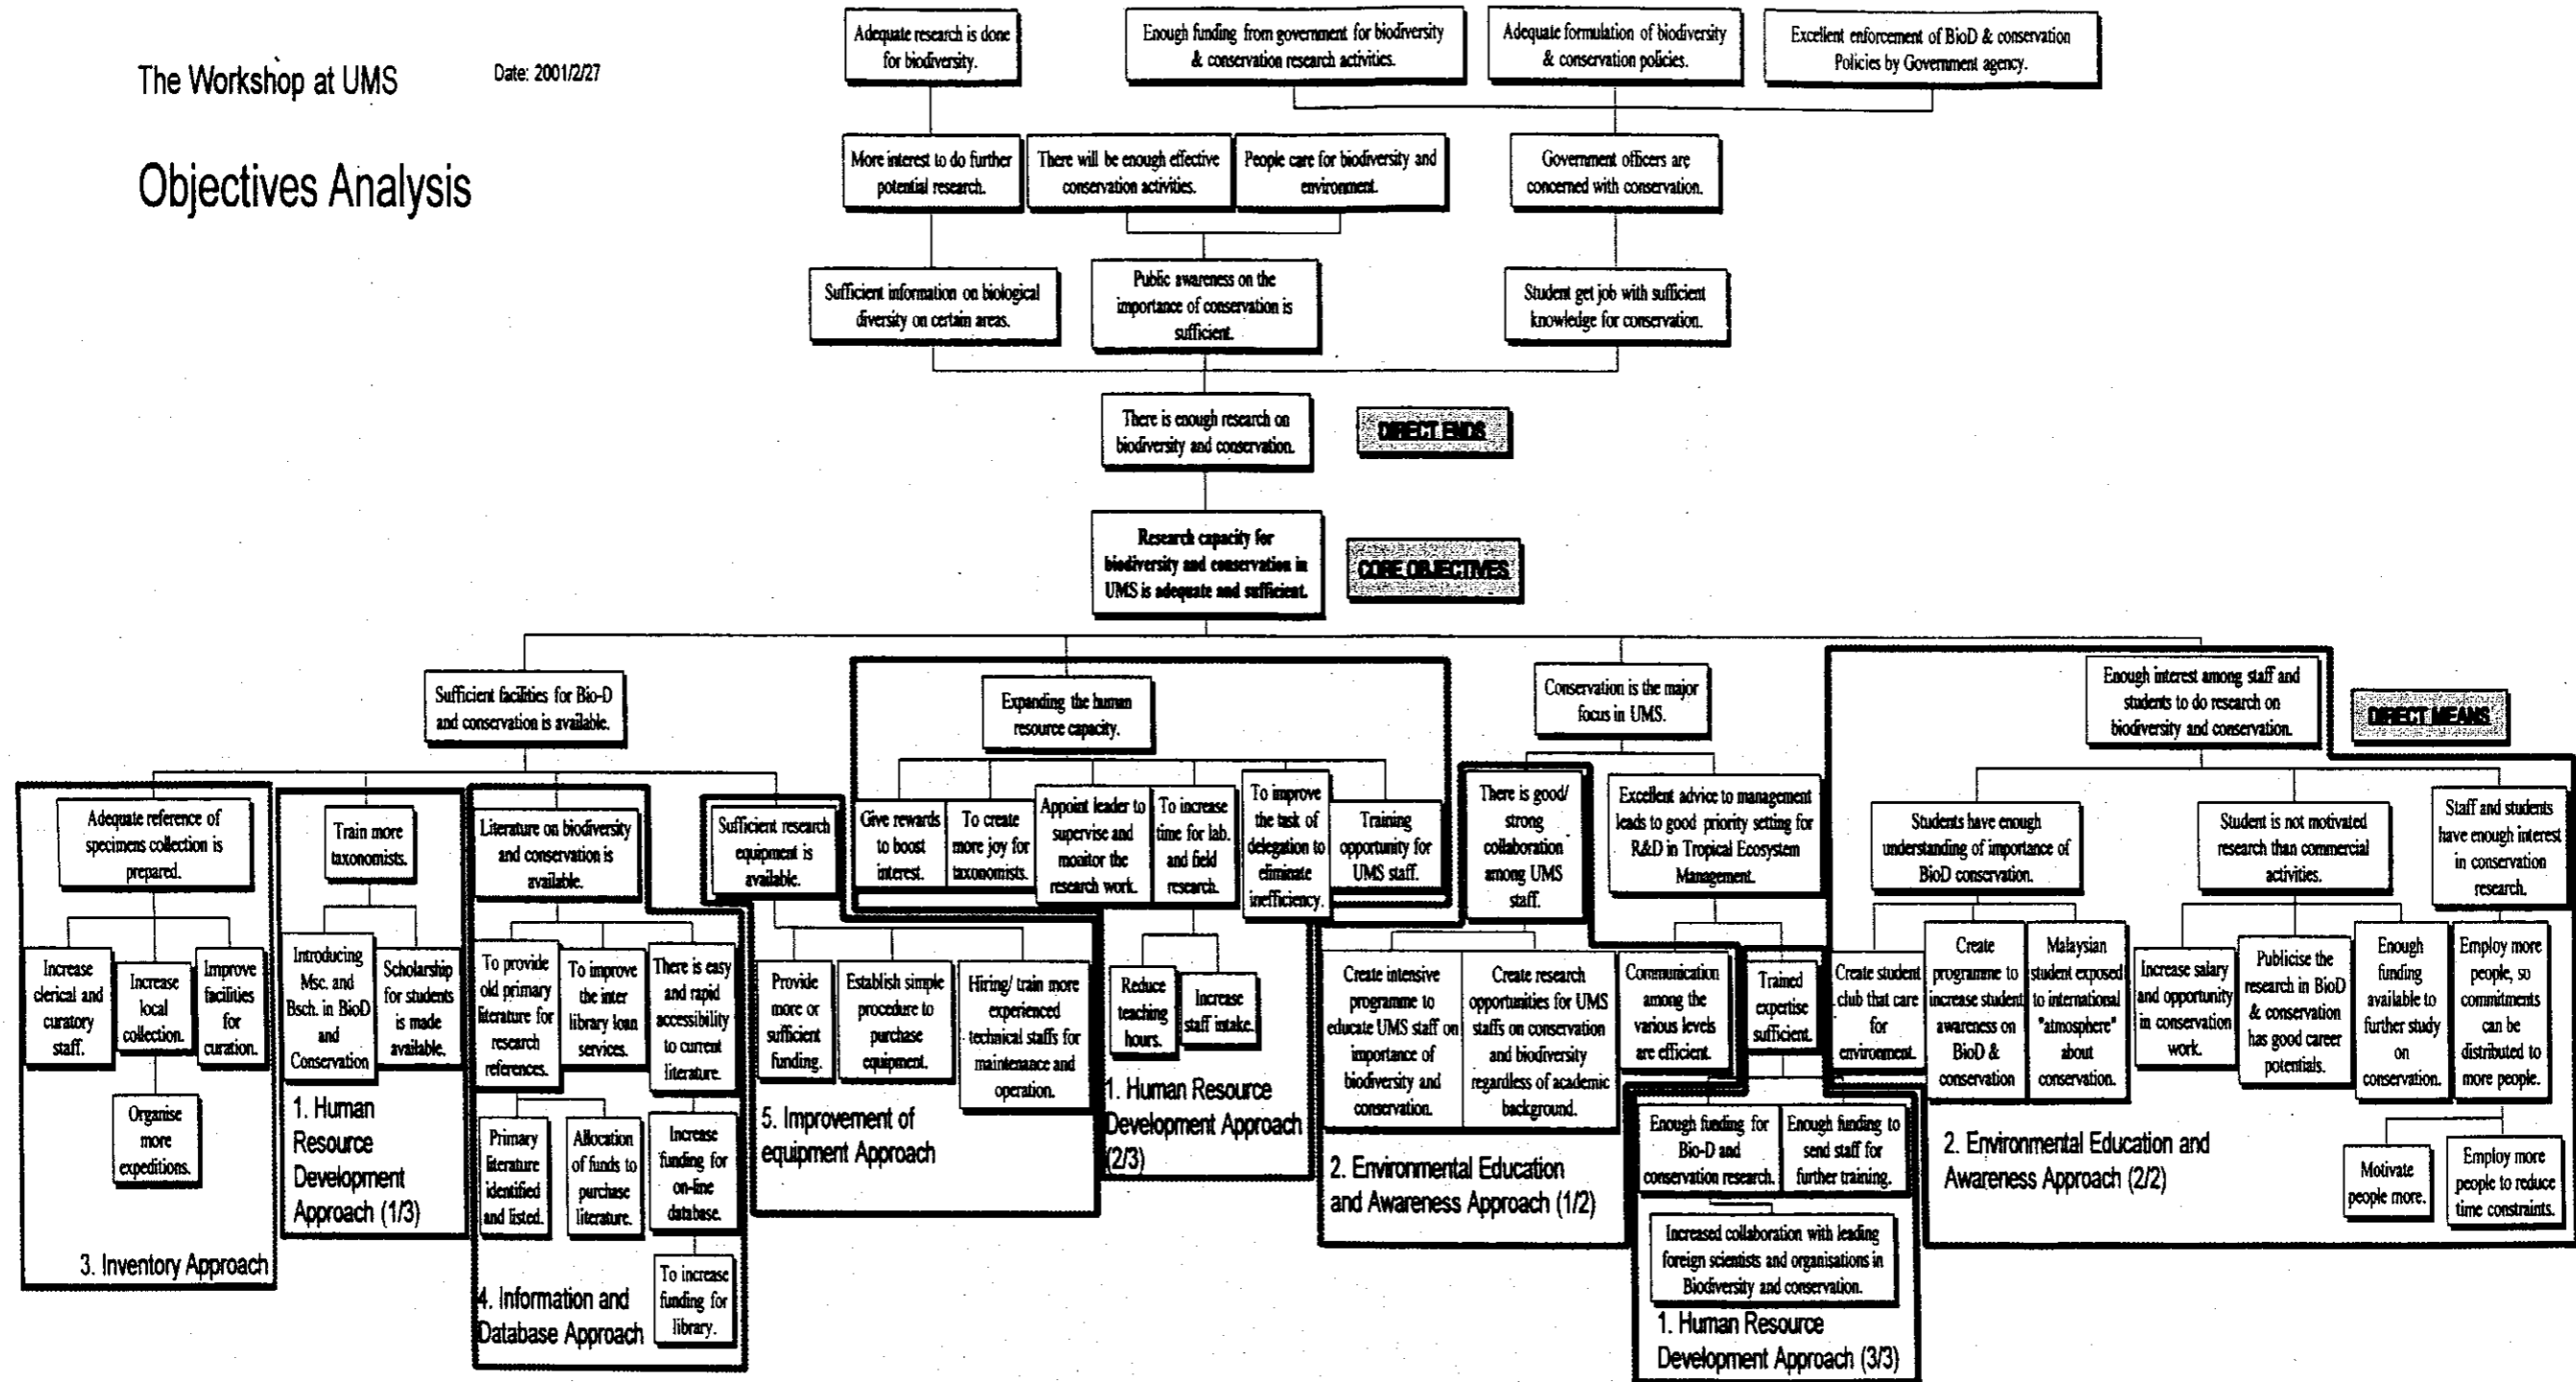 The Workshop at UMS
Date: 2001/2/27
Objectives Analysis
Adequate research is done
for biodiversity.
Enough funding from government for biodiversity
& conservation research activities.
Adequate formulation of biodiversity
& conservation policies.
Excellent enforcement of BioD & conservation
Policies by Government agency.
More interest to do further
potential research.
There will be enough effective
conservation activities.
People care for biodiversity and
environment.
Government officers are
concerned with conservation.
Sufficient information on biological
diversity on certain areas.
Public awareness on the
importance of conservation is
sufficient.
Student get job with sufficient
knowledge for conservation.
There is enough research on
biodiversity and conservation.
DIRECT ENDS
Research capacity for
biodiversity and conservation in
UMS is adequate and sufficient.
CORE OBJECTIVES
Sufficient facilities for Bio-D
and conservation is available.
Expanding the human
resource capacity.
Conservation is the major
focus in UMS.
Enough interest among staff and
students to do research on
biodiversity and conservation.
DIRECT MEANS
Adequate reference of
specimens collection is
prepared.
Train more
taxonomists.
Literature on biodiversity
and conservation is
available.
Sufficient research
equipment is
available.
Give rewards
to boost
interest.
To create
more joy for
taxonomists.
Appoint leader to
supervise and
monitor the
research work.
To increase
time for lab.
and field
research.
To improve
the task of
delegation to
eliminate
inefficiency.
Training
opportunity for
UMS staff.
There is good/
strong
collaboration
among UMS
staff.
Excellent advice to management
leads to good priority setting for
R&D in Tropical Ecosystem
Management.
Students have enough
understanding of importance of
BioD conservation.
Student is not motivated
research than commercial
activities.
Staff and students
have enough interest
in conservation
research.
Increase
clerical and
curatory
staff.
Increase
local
collection.
Improve
facilities
for
curation.
Introducing
Msc. and
Bsch. in BioD
and
Conservation
Scholarship
for students
is made
available.
To provide
old primary
literature for
research
references.
To improve
the inter
library loan
services.
There is easy
and rapid
accessibility
to current
literature.
Provide
more or
sufficient
funding.
Establish simple
procedure to
purchase
equipment.
Hiring/ train more
experienced
technical staffs for
maintenance and
operation.
Reduce
teaching
hours.
Increase
staff intake.
Create intensive
programme to
educate UMS staff on
importance of
biodiversity and
conservation.
Create research
opportunities for UMS
staffs on conservation
and biodiversity
regardless of academic
background.
Communication
among the
various levels
are efficient.
Trained
expertise
sufficient.
Create student
club that care
for
environment.
Create
programme to
increase student
awareness on
BioD &
conservation
Malaysian
student exposed
to international
"atmosphere"
about
conservation.
Increase salary
and opportunity
in conservation
work.
Publicise the
research in BioD
& conservation
has good career
potentials.
Enough
funding
available to
further study
on
conservation.
Employ more
people, so
commitments
can be
distributed to
more people.
Organise
more
expeditions.
1. Human
Resource
Development
Approach (1/3)
Primary
literature
identified
and listed.
Allocation
of funds to
purchase
literature.
Increase
funding for
on-line
database.
5. Improvement of
equipment Approach
1. Human Resource
Development Approach
(2/3)
2. Environmental Education
and Awareness Approach (1/2)
Enough funding for
Bio-D and
conservation research.
Enough funding to
send staff for
further training.
2. Environmental Education and
Awareness Approach (2/2)
Motivate
people more.
Employ more
people to reduce
time constraints.
3. Inventory Approach
4. Information and
Database Approach
To increase
funding for
library.
Increased collaboration with leading
foreign scientists and organisations in
Biodiversity and conservation.
1. Human Resource
Development Approach (3/3)